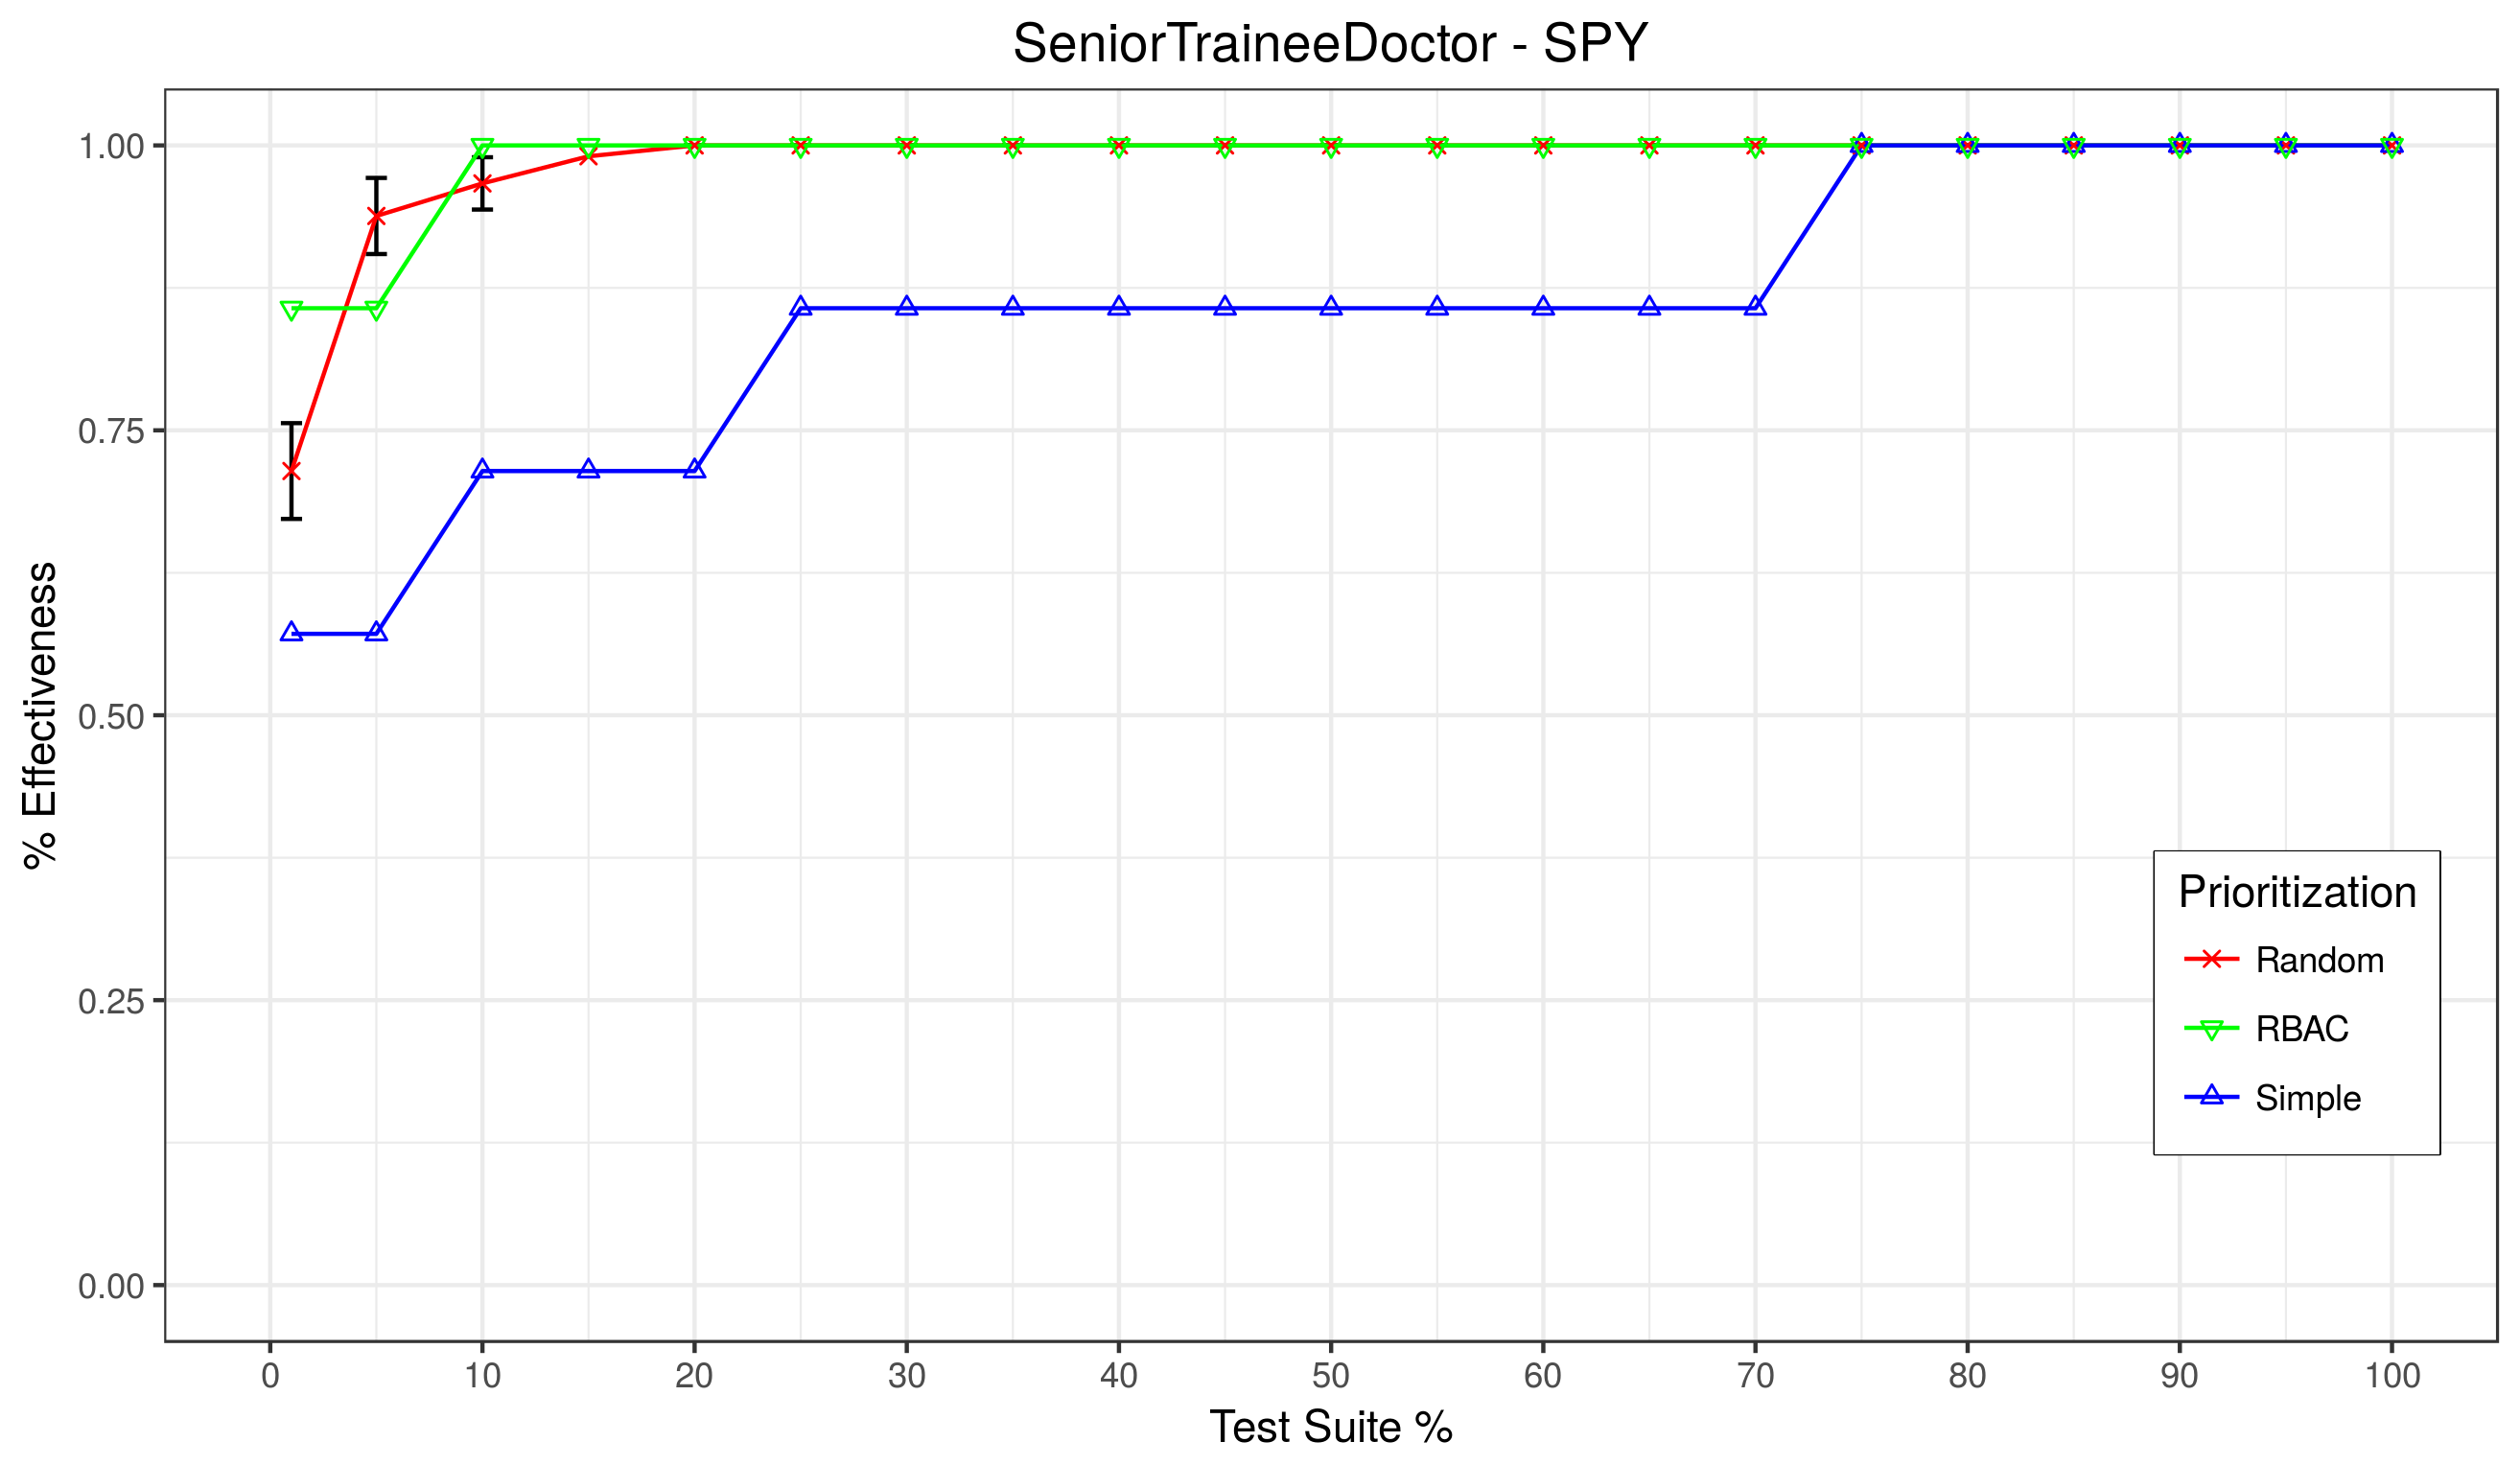 SeniorTraineeDoctor - SPY
% Effectiveness
1.00
0.75
0.50
0.25
0.00
Prioritization
Random
RBAC
Simple
0 10 20 30 40 50 60 70 80 90 100
Test Suite %